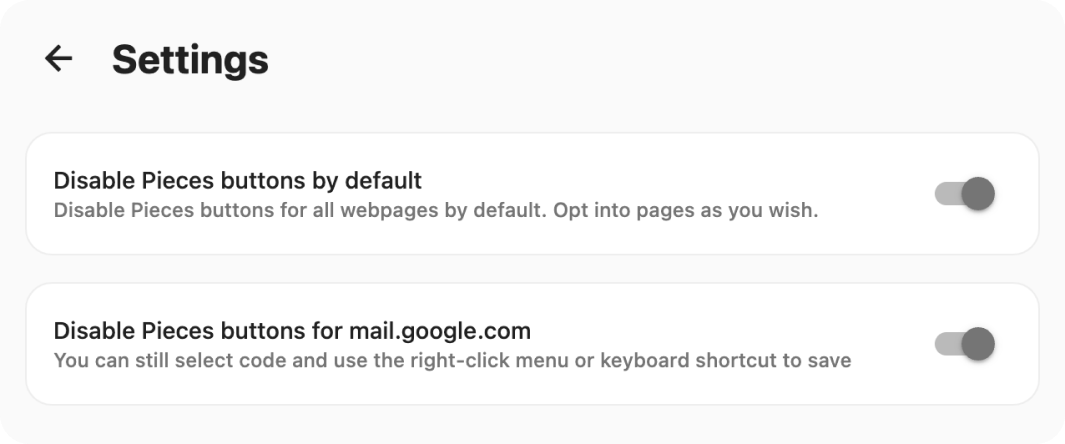 Settings
Disable Pieces buttons by default
Disable Pieces buttons for all webpages by default. Opt into pages as you wish.
Disable Pieces buttons for mail.google.com
You can still select code and use the right-click menu or keyboard shortcut to save